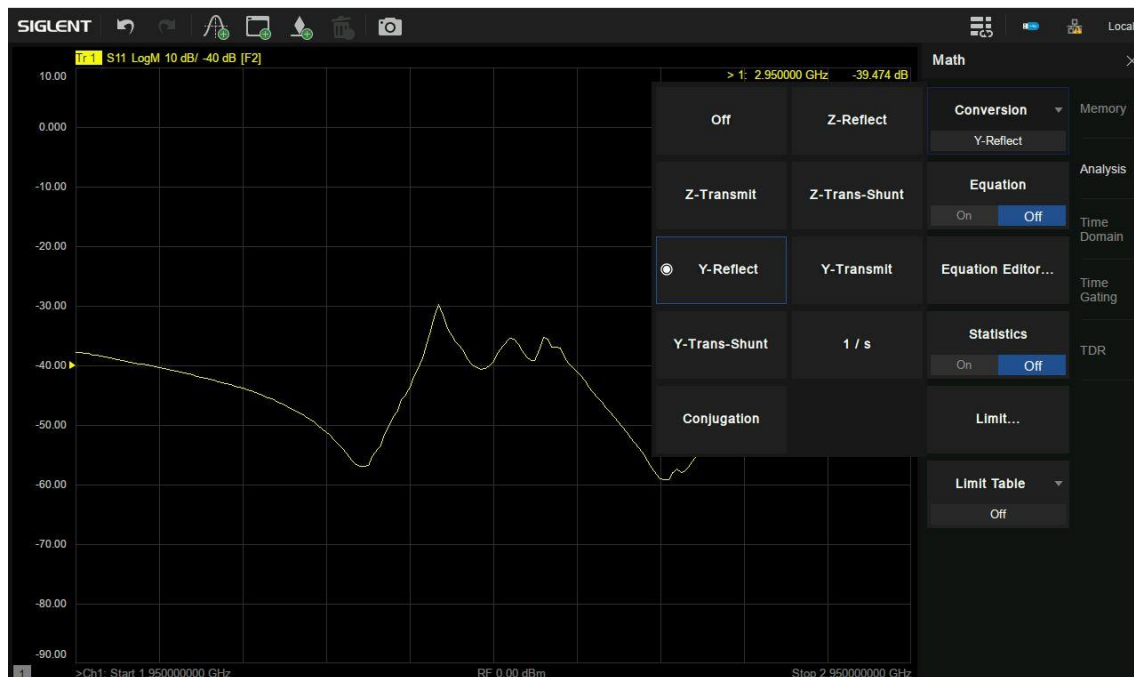 SIGLENT
Local
Tr 1 S11 LogM 10 dB/ -40 dB [F2]
> 1: 2.950000 GHz -39.474 dB
10.00
0.000
-10.00
-20.00
-30.00
-40.00
-50.00
-60.00
-70.00
-80.00
-90.00
Off
Z-Reflect
Z-Transmit
Z-Trans-Shunt
Y-Reflect
Y-Transmit
Y-Trans-Shunt
1 / s
Conjugation
Math
Conversion
Y-Reflect
Equation
On Off
Equation Editor...
Statistics
On Off
Limit...
Limit Table
Off
Memory
Analysis
Time
Domain
Time
Gating
TDR
1 >Ch1: Start 1.950000000 GHz RF 0.00 dBm Stop 2.950000000 GHz